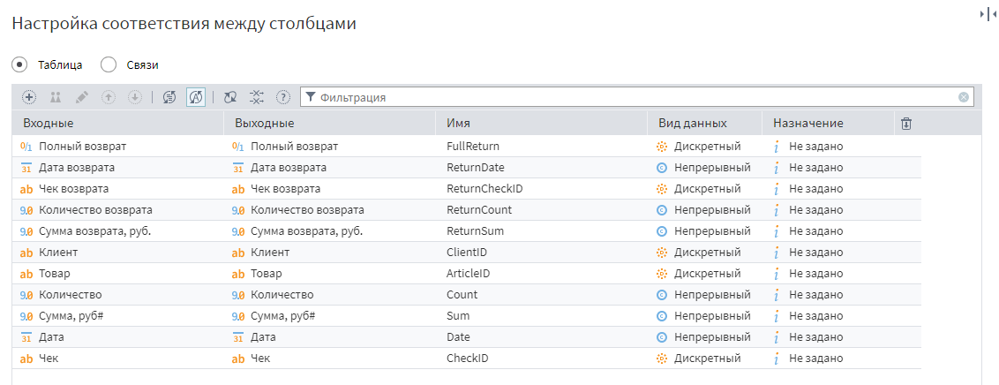 Настройка соответствия между столбцами
Таблица Связи
Фильтрация
Входные Выходные Имя Вид данных Назначение
0/1 Полный возврат 0/1 Полный возврат FullReturn Дискретный Не задано
31 Дата возврата 31 Дата возврата ReturnDate Непрерывный Не задано
ab Чек возврата ab Чек возврата ReturnCheckID Дискретный Не задано
9.0 Количество возврата 9.0 Количество возврата ReturnCount Непрерывный Не задано
9.0 Сумма возврата, руб. 9.0 Сумма возврата, руб. ReturnSum Непрерывный Не задано
ab Клиент ab Клиент ClientID Дискретный Не задано
ab Товар ab Товар ArticleID Дискретный Не задано
9.0 Количество 9.0 Количество Count Непрерывный Не задано
9.0 Сумма, руб# 9.0 Сумма, руб# Sum Непрерывный Не задано
31 Дата 31 Дата Date Непрерывный Не задано
ab Чек ab Чек CheckID Дискретный Не задано